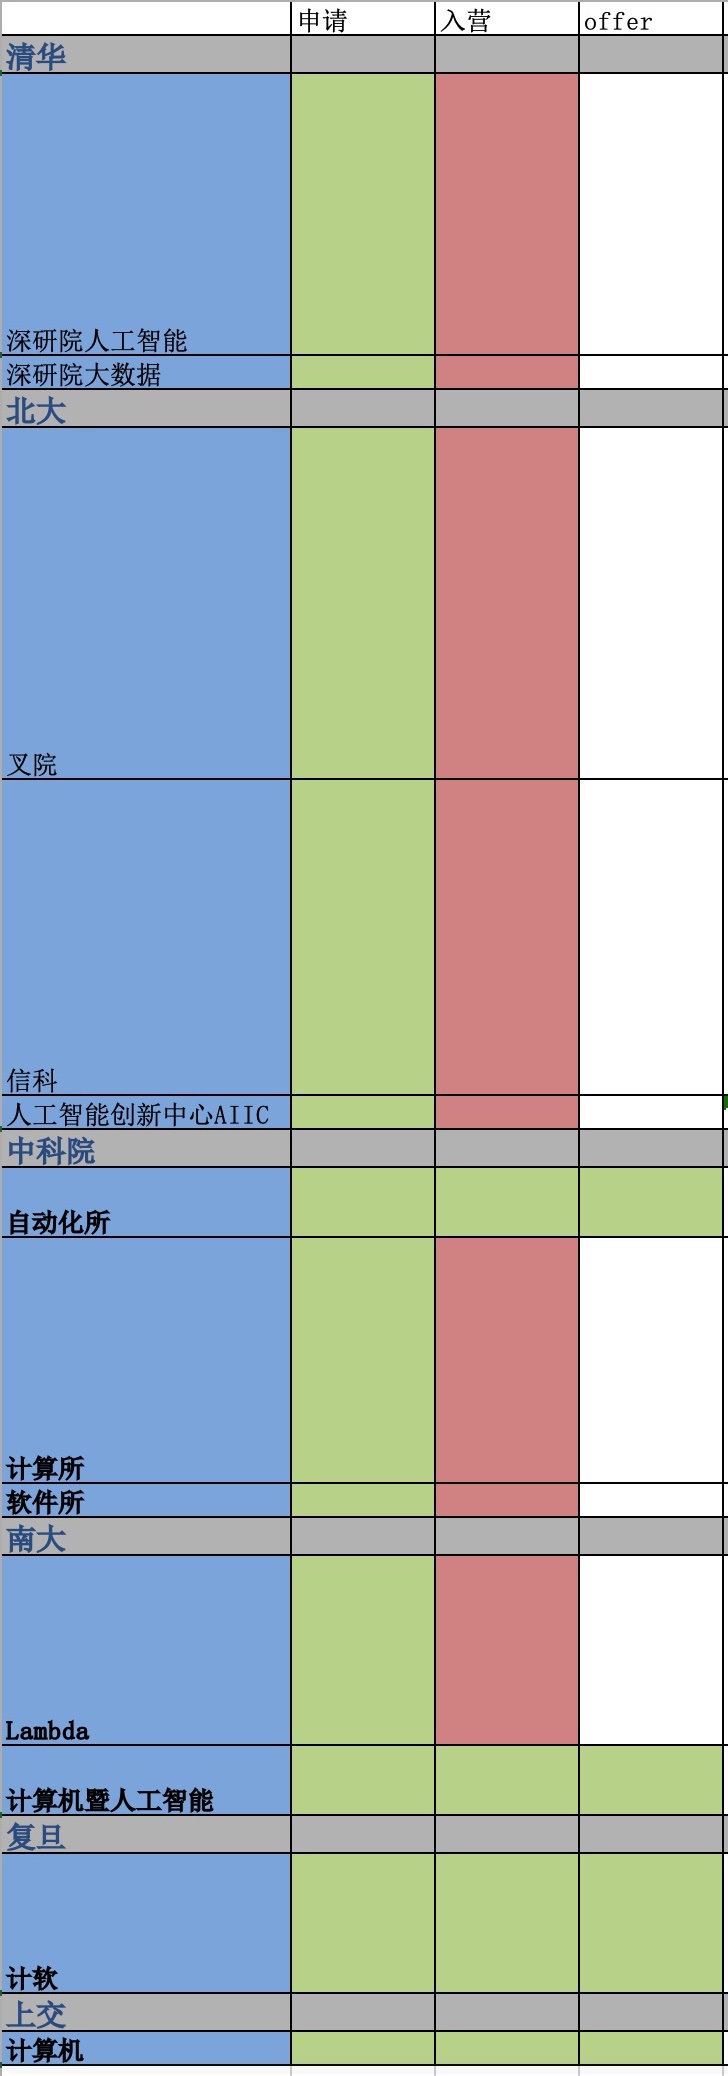 申请 入营 offer
清华
深研院人工智能
深研院大数据
北大
叉院
信科
人工智能创新中心AIIC
中科院
自动化所
计算所
软件所
南大
Lambda
计算机暨人工智能
复旦
计软
上交
计算机